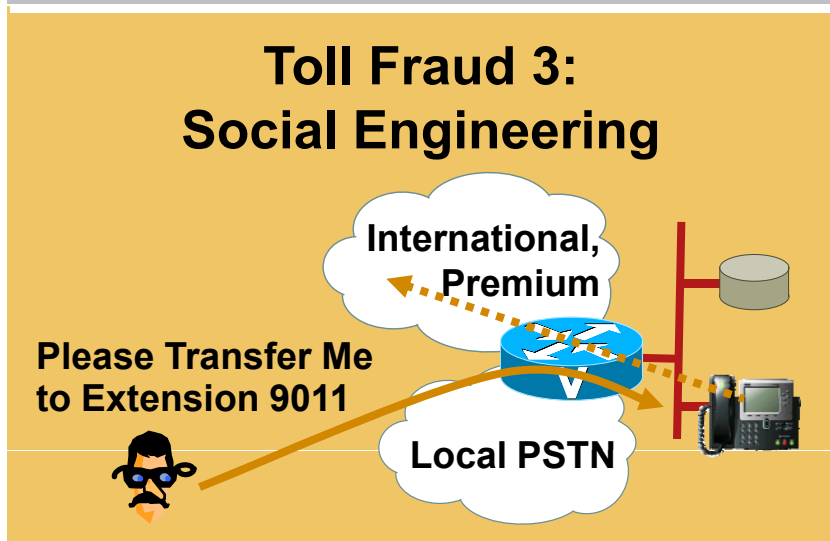 Toll Fraud 3:
Social Engineering
International,
Premium
Please Transfer Me
to Extension 9011
V
Local PSTN